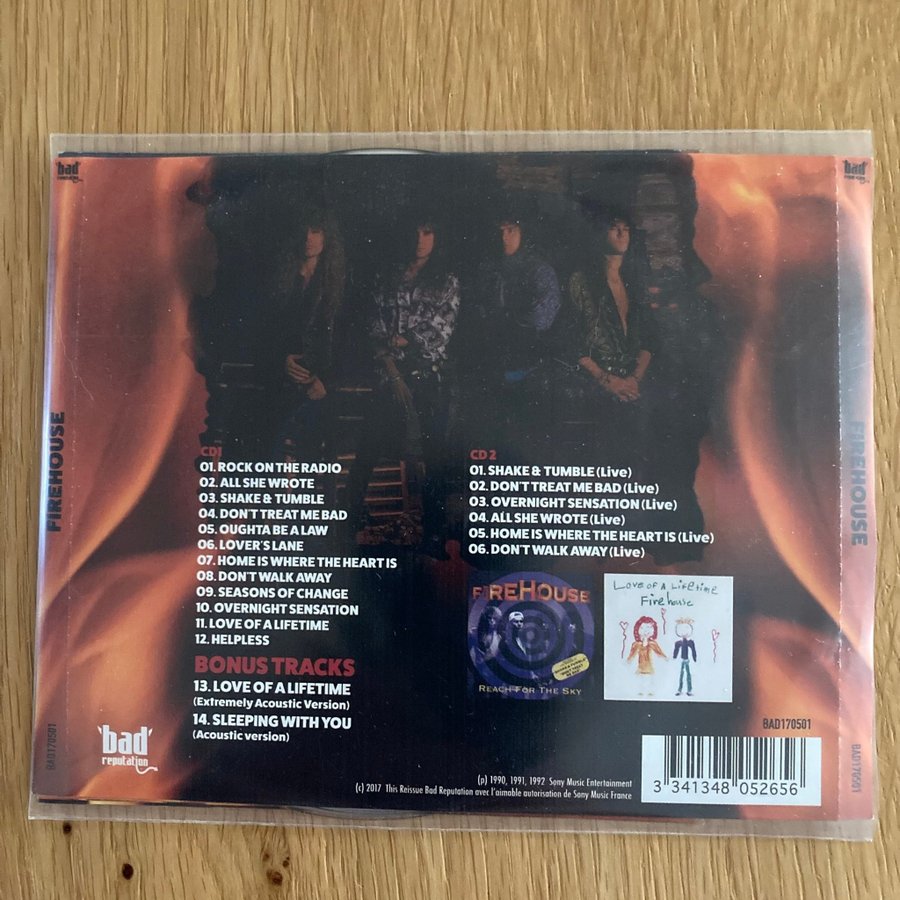 'bad'
reputation
'bad'
reputation
FIREHOUSE
FIREHOUSE
CD1
01. ROCK ON THE RADIO
02. ALL SHE WROTE
03. SHAKE & TUMBLE
04. DON'T TREAT ME BAD
05. OUGHTA BE A LAW
06. LOVER'S LANE
07. HOME IS WHERE THE HEART IS
08. DON'T WALK AWAY
09. SEASONS OF CHANGE
10. OVERNIGHT SENSATION
11. LOVE OF A LIFETIME
12. HELPLESS
BONUS TRACKS
13. LOVE OF A LIFETIME
(Extremely Acoustic Version)
14. SLEEPING WITH YOU
(Acoustic version)
CD 2
01. SHAKE & TUMBLE (Live)
02. DON'T TREAT ME BAD (Live)
03. OVERNIGHT SENSATION (Live)
04. ALL SHE WROTE (Live)
05. HOME IS WHERE THE HEART IS (Live)
06. DON'T WALK AWAY (Live)
FIREHOUSE
REACH FOR THE SKY
Love of a Lifetime
Firehouse
BAD170501
'bad'
reputation
BAD170501
BAD170501
(p) 1990, 1991, 1992 Sony Music Entertainment
(c) 2017 This Reissue Bad Reputation avec l'aimable autorisation de Sony Music France
3 341348 052656